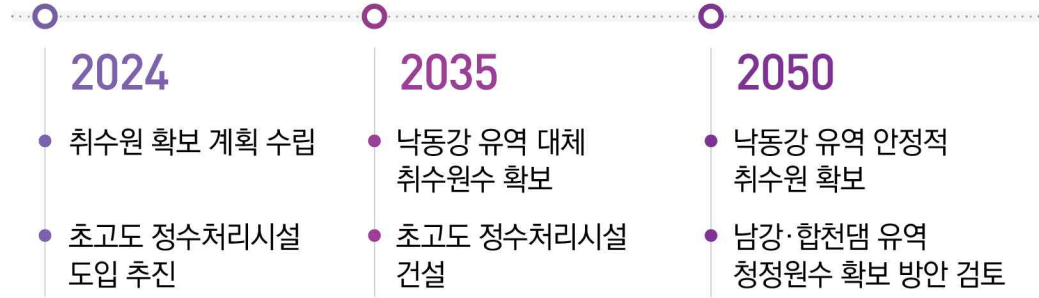 2024
취수원 확보 계획 수립
초고도 정수처리시설
도입 추진
2035
낙동강 유역 대체
취수원수 확보
초고도 정수처리시설
건설
2050
낙동강 유역 안정적
취수원 확보
남강·합천댐 유역
청정원수 확보 방안 검토